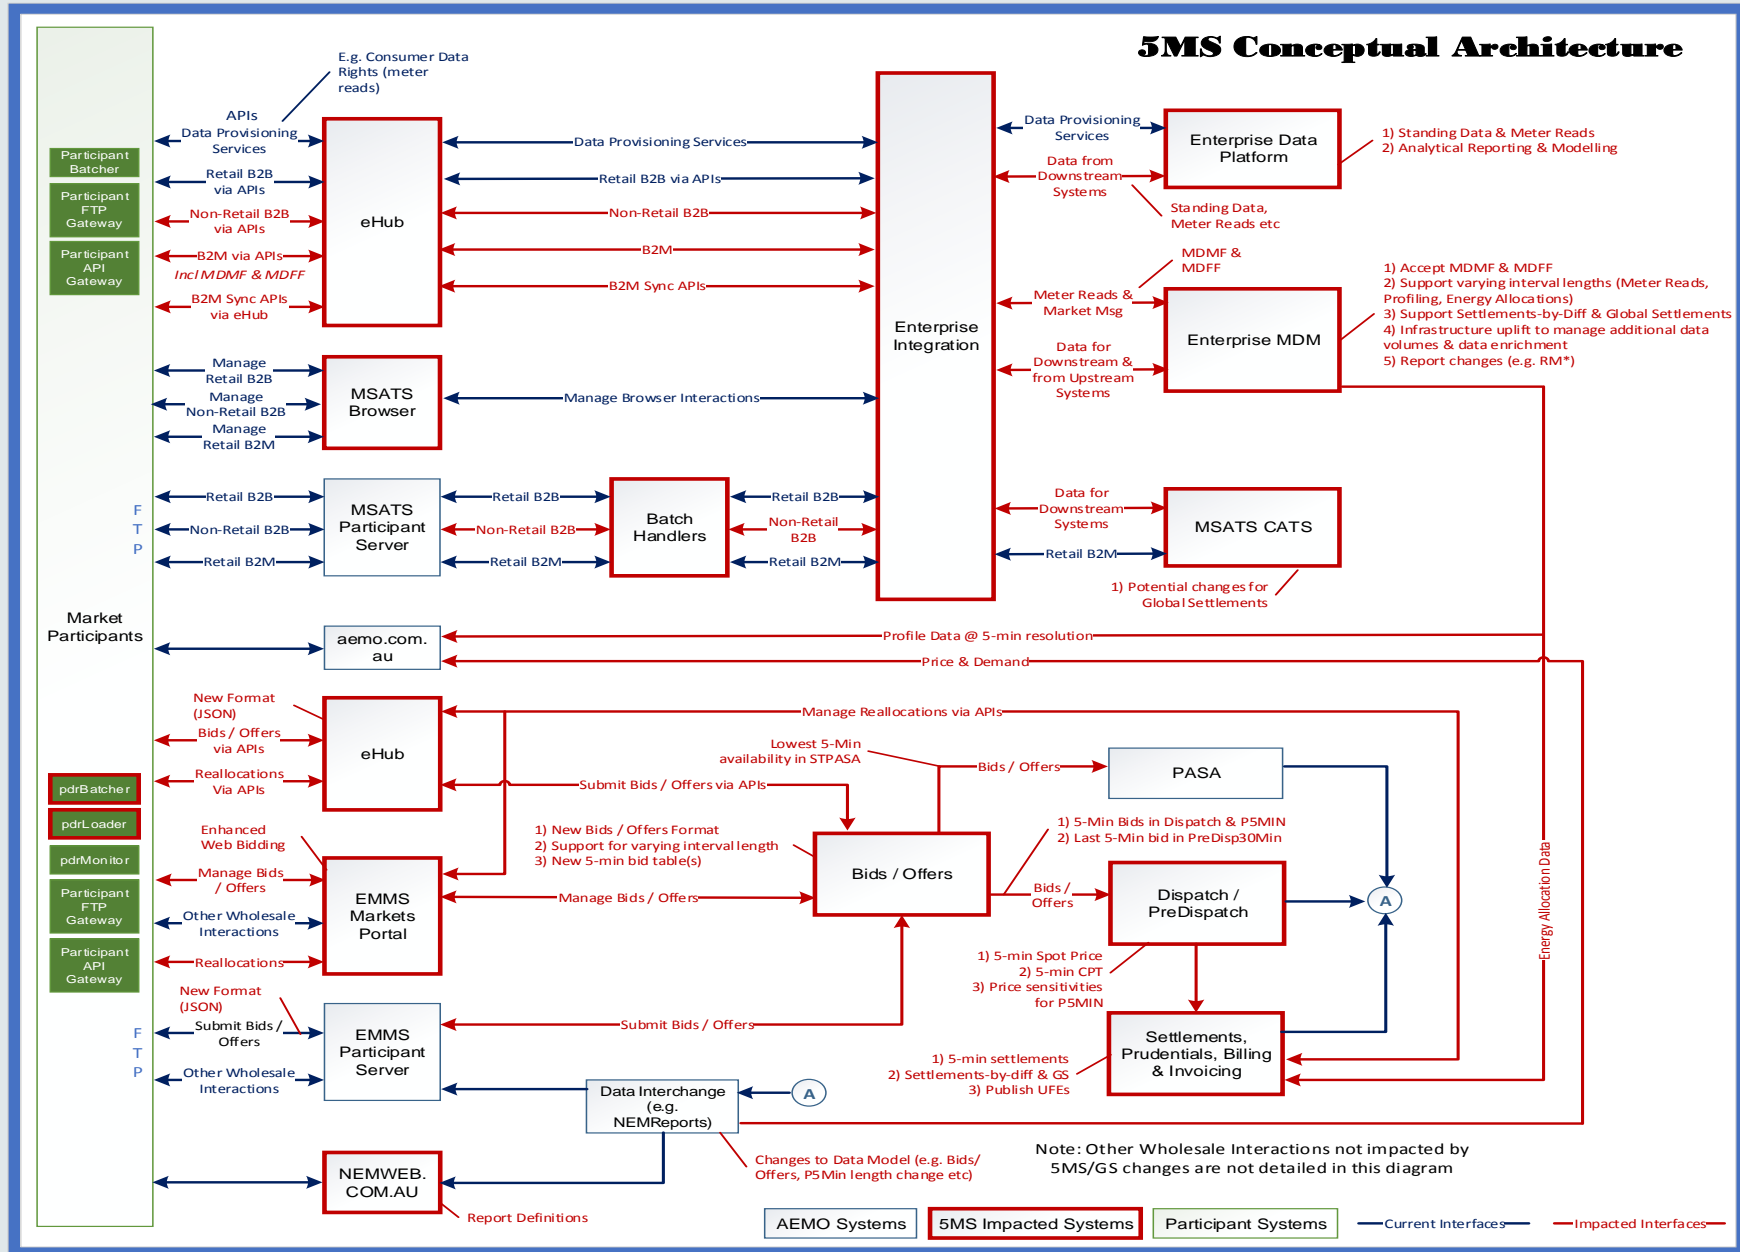 5MS Conceptual Architecture
E.g. Consumer Data
Rights (meter
reads)
APIs
Data Provisioning
Services
Retail B2B
via APIs
Non-Retail B2B
via APIs
B2M via APIs
Incl MDMF & MDFF
B2M Sync APIs
via eHub
Participant
Batcher
Participant
FTP
Gateway
Participant
API
Gateway
eHub
Data Provisioning Services
Retail B2B via APIs
Non-Retail B2B
B2M
B2M Sync APIs
Enterprise
Integration
Data Provisioning
Services
Data from
Downstream
Systems
Enterprise Data
Platform
1) Standing Data & Meter Reads
2) Analytical Reporting & Modelling
Standing Data,
Meter Reads etc
MDMF &
MDFF
Meter Reads &
Market Msg
Data for
Downstream &
from Upstream
Systems
Enterprise MDM
1) Accept MDMF & MDFF
2) Support varying interval lengths (Meter Reads,
Profiling, Energy Allocations)
3) Support Settlements-by-Diff & Global Settlements
4) Infrastructure uplift to manage additional data
volumes & data enrichment
5) Report changes (e.g. RM*)
Manage
Retail B2B
Manage
Non-Retail B2B
Manage
Retail B2M
MSATS
Browser
Manage Browser Interactions
F
T
P
Retail B2B
Non-Retail B2B
Retail B2M
MSATS
Participant
Server
Retail B2B
Non-Retail B2B
Retail B2M
Batch
Handlers
Retail B2B
Non-Retail
B2B
Retail B2M
Data for
Downstream
Systems
Retail B2M
MSATS CATS
1) Potential changes for
Global Settlements
Market
Participants
aemo.com.
au
Profile Data @ 5-min resolution
Price & Demand
New Format
(JSON)
Bids / Offers
via APIs
Reallocations
Via APIs
eHub
Manage Reallocations via APIs
Submit Bids / Offers via APIs
Lowest 5-Min
availability in STPASA
Bids / Offers
PASA
pdrBatcher
pdrLoader
pdrMonitor
Participant
FTP
Gateway
Participant
API
Gateway
Enhanced
Web Bidding
Manage Bids
/ Offers
Other Wholesale
Interactions
Reallocations
EMMS
Markets
Portal
1) New Bids / Offers Format
2) Support for varying interval length
3) New 5-min bid table(s)
Manage Bids / Offers
Bids / Offers
1) 5-Min Bids in Dispatch & P5MIN
2) Last 5-Min bid in PreDisp30Min
Bids /
Offers
Dispatch /
PreDispatch
A
Energy Allocation Data
1) 5-min Spot Price
2) 5-min CPT
3) Price sensitivities
for P5MIN
New Format
(JSON)
F
T
P
Submit Bids /
Offers
Other Wholesale
Interactions
EMMS
Participant
Server
Submit Bids / Offers
Settlements,
Prudentials, Billing
& Invoicing
1) 5-min settlements
2) Settlements-by-diff & GS
3) Publish UFEs
Data Interchange
(e.g.
NEMReports)
A
Changes to Data Model (e.g. Bids/
Offers, P5Min length change etc)
NEMWEB.
COM.AU
Report Definitions
Note: Other Wholesale Interactions not impacted by
5MS/GS changes are not detailed in this diagram
AEMO Systems
5MS Impacted Systems
Participant Systems
Current Interfaces
Impacted Interfaces